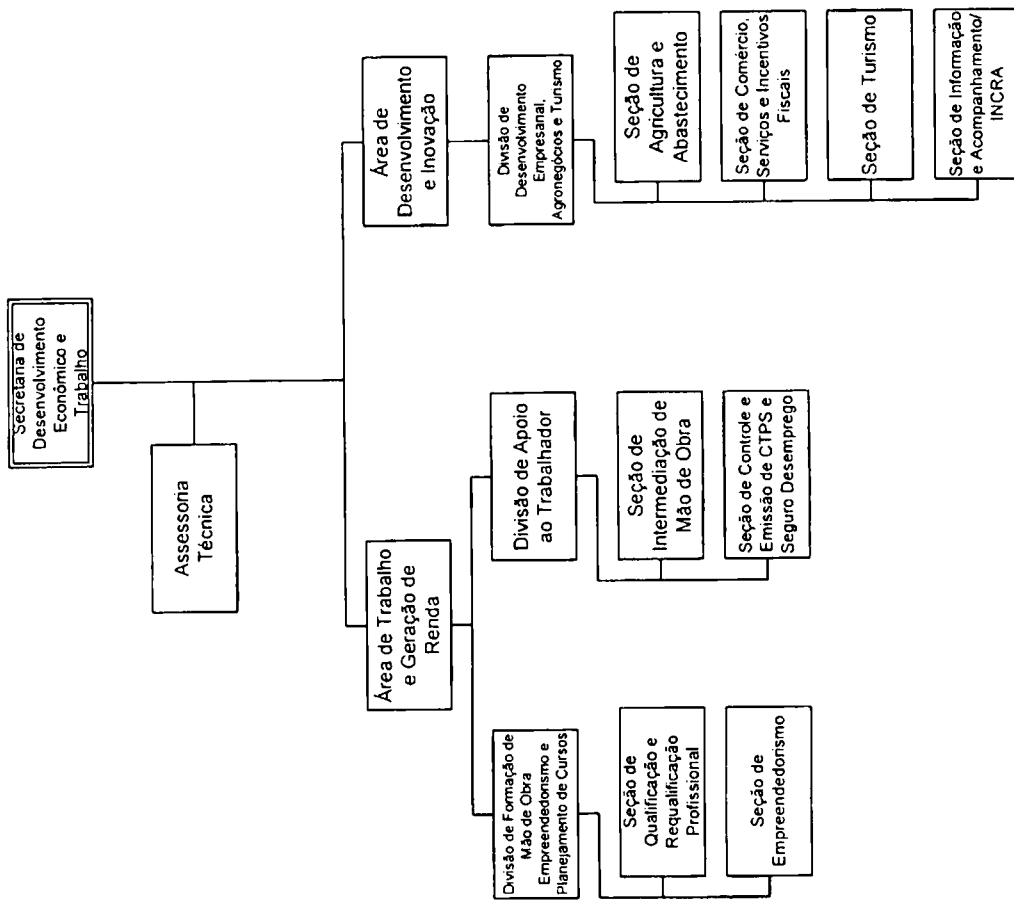 Secretana de
Desenvolvimento
Econômico e
Trabalho
Assessoria
Técnica
Área de Trabalho
e Geração de
Renda
Área de
Desenvolvimento
e Inovação
Divisão de Formação de
Mão de Obra
Empreendedorismo e
Planejamento de Cursos
Divisão de Apoio
ao Trabalhador
Divisão de
Desenvolvimento
Empresanal,
Agronegócios e Tunsmo
Seção de
Qualificação e
Requalificação
Profissional
Seção de
Empreendedorismo
Seção de
Intermediação de
Mão de Obra
Seção de Controle e
Emissão de CTPS e
Seguro Desemprego
Seção de
Agricultura e
Abastecimento
Seção de Comércio,
Serviços e Incentivos
Fiscais
Seção de Turismo
Seção de Informação
e Acompanhamento/
INCRA